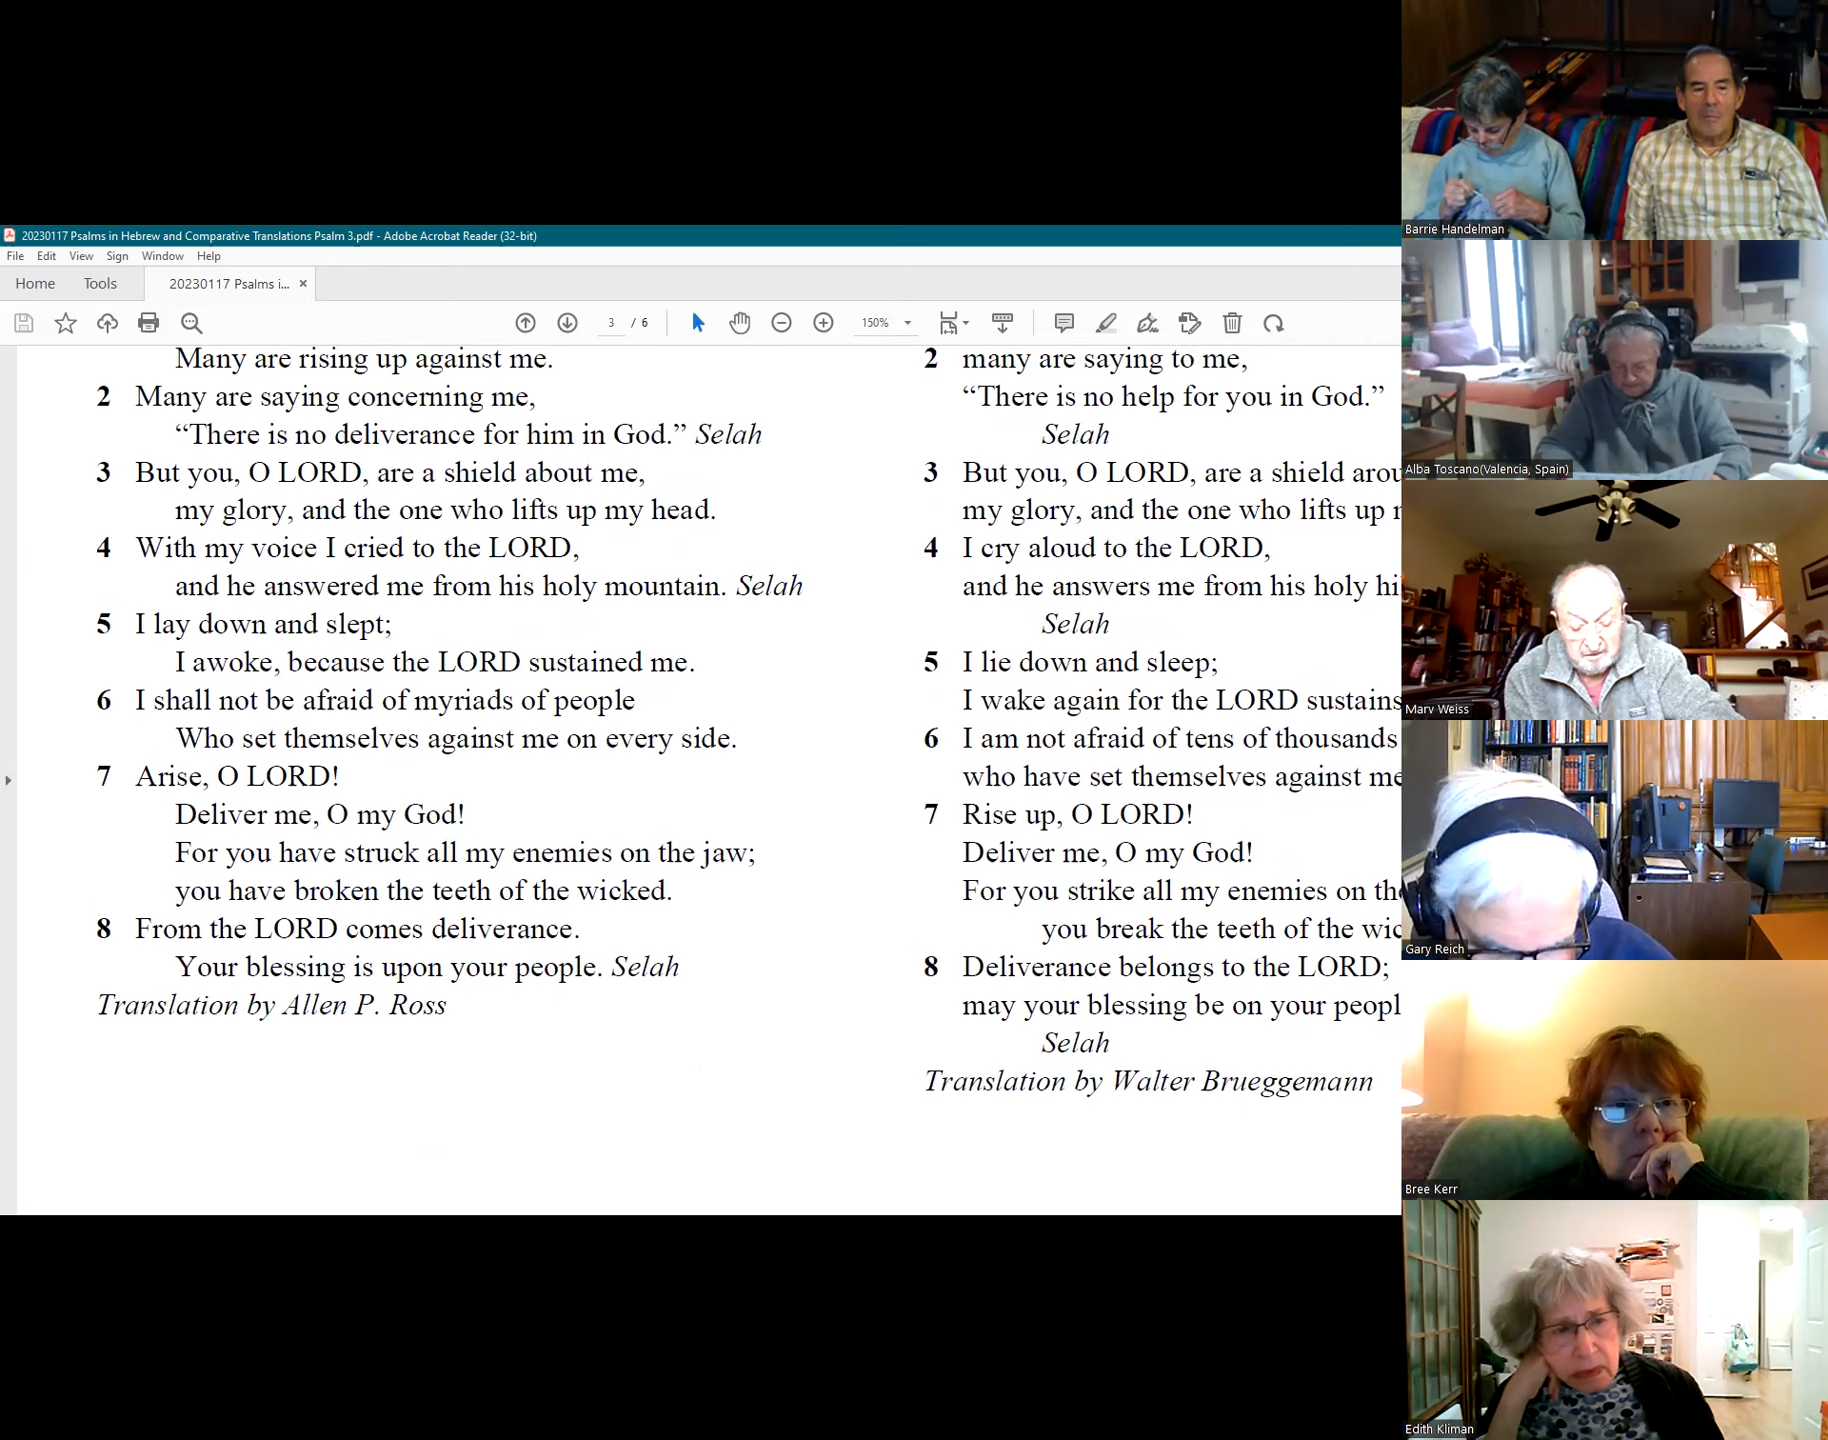 20230117 Psalms in Hebrew and Comparative Translations Psalm 3.pdf - Adobe Acrobat Reader (32-bit)
File Edit View Sign Window Help
Home Tools 20230117 Psalms i... ×
3 / 6 150%
Many are rising up against me.
2 Many are saying concerning me,
“There is no deliverance for him in God.” Selah
3 But you, O LORD, are a shield about me,
my glory, and the one who lifts up my head.
4 With my voice I cried to the LORD,
and he answered me from his holy mountain. Selah
5 I lay down and slept;
I awoke, because the LORD sustained me.
6 I shall not be afraid of myriads of people
Who set themselves against me on every side.
7 Arise, O LORD!
Deliver me, O my God!
For you have struck all my enemies on the jaw;
you have broken the teeth of the wicked.
8 From the LORD comes deliverance.
Your blessing is upon your people. Selah
Translation by Allen P. Ross
2 many are saying to me,
“There is no help for you in God.”
Selah
3 But you, O LORD, are a shield arou
my glory, and the one who lifts up r
4 I cry aloud to the LORD,
and he answers me from his holy hi
Selah
5 I lie down and sleep;
I wake again for the LORD sustains
6 I am not afraid of tens of thousands
who have set themselves against me
7 Rise up, O LORD!
Deliver me, O my God!
For you strike all my enemies on the
you break the teeth of the wic
8 Deliverance belongs to the LORD;
may your blessing be on your peopl
Selah
Translation by Walter Brueggemann
Barrie Handelman
Alba Toscano(Valencia, Spain)
Marv Weiss
Gary Reich
Bree Kerr
Edith Kliman